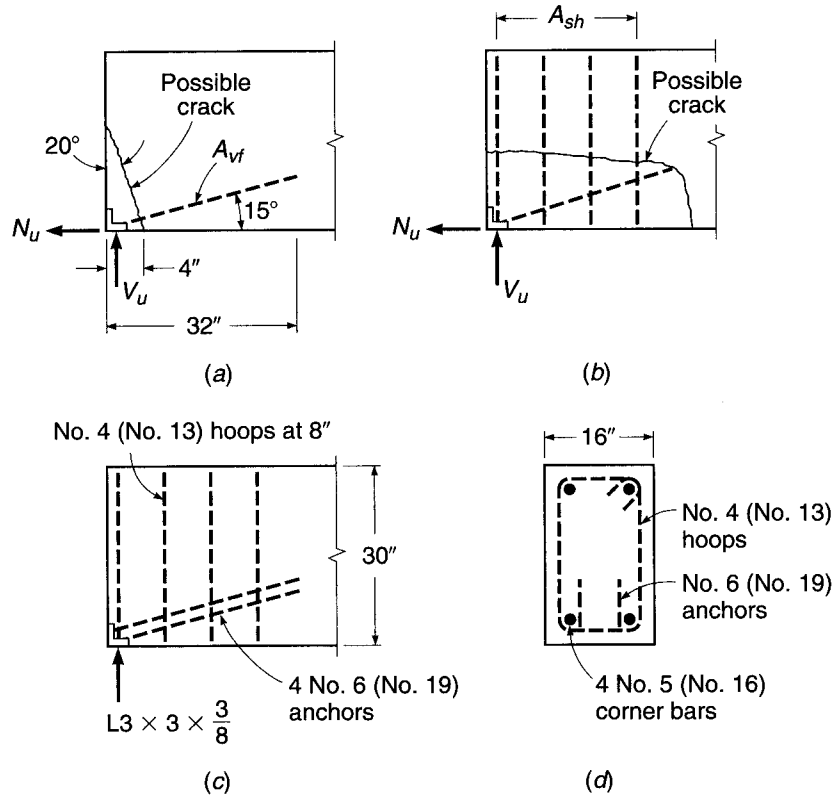 Possible
crack
20°
A_vf
15°
N_u
4″
V_u
32″
(a)
A_sh
Possible
crack
N_u
V_u
(b)
No. 4 (No. 13) hoops at 8″
30″
4 No. 6 (No. 19)
anchors
L3 × 3 × 3/8
(c)
16″
No. 4 (No. 13)
hoops
No. 6 (No. 19)
anchors
4 No. 5 (No. 16)
corner bars
(d)